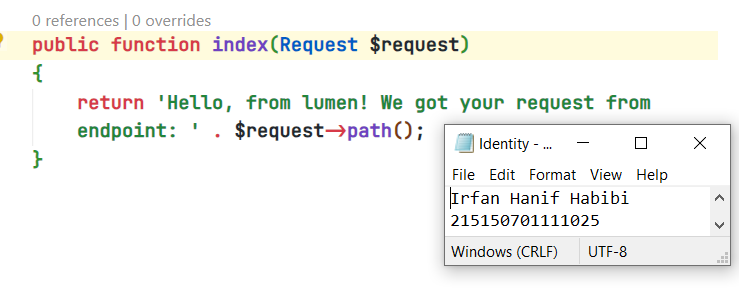 0 references | 0 overrides
public function index(Request $request)
{
return 'Hello, from lumen! We got your request from
endpoint: ' . $request->path();
}
Identity - ...
File Edit Format View Help
Irfan Hanif Habibi
215150701111025
Windows (CRLF) UTF-8